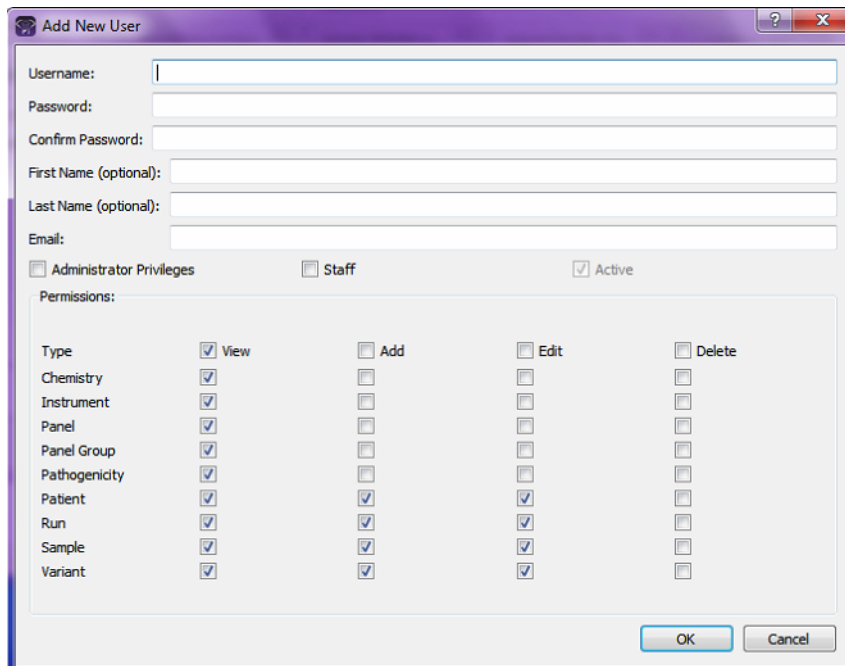 Add New User
Username:
Password:
Confirm Password:
First Name (optional):
Last Name (optional):
Email:
Administrator Privileges Staff Active
Permissions:
Type View Add Edit Delete
Chemistry
Instrument
Panel
Panel Group
Pathogenicity
Patient
Run
Sample
Variant
OK Cancel